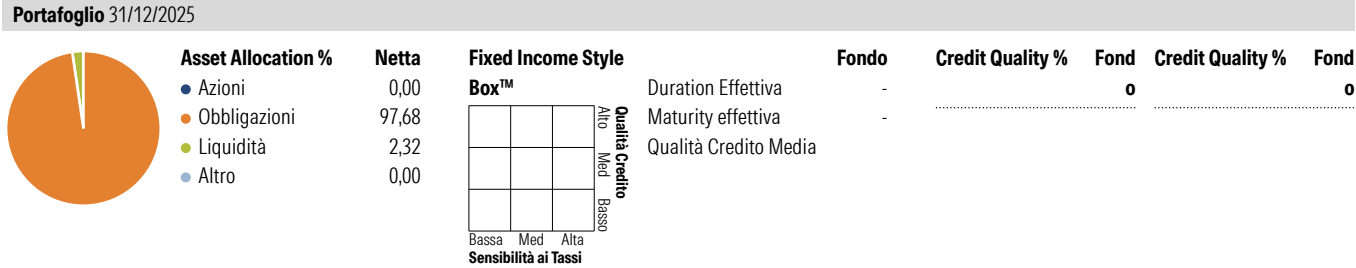 Portafoglio 31/12/2025
Asset Allocation % Netta
Azioni 0,00
Obbligazioni 97,68
Liquidità 2,32
Altro 0,00
Fixed Income Style
Box™
Alto Med Basso
Qualità Credito
Bassa Med Alta
Sensibilità ai Tassi
Fondo
Duration Effettiva -
Maturity effettiva -
Qualità Credito Media
Credit Quality % Fond
o
Credit Quality % Fond
o